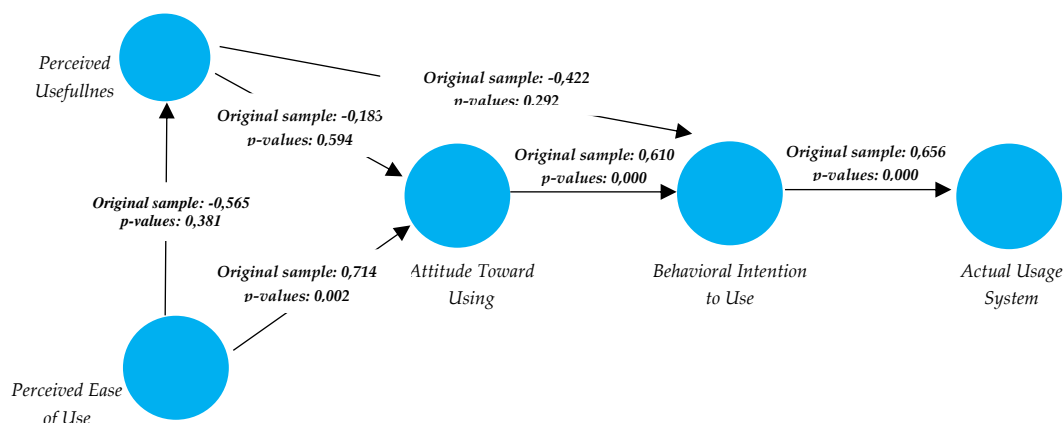 Perceived
Usefullnes
Original sample: -0,422
p-values: 0,292
Original sample: -0,183
p-values: 0,594
Original sample: 0,610
p-values: 0,000
Original sample: 0,656
p-values: 0,000
Original sample: -0,565
p-values: 0,381
Original sample: 0,714
p-values: 0,002
Attitude Toward
Using
Behavioral Intention
to Use
Actual Usage
System
Perceived Ease
of Use